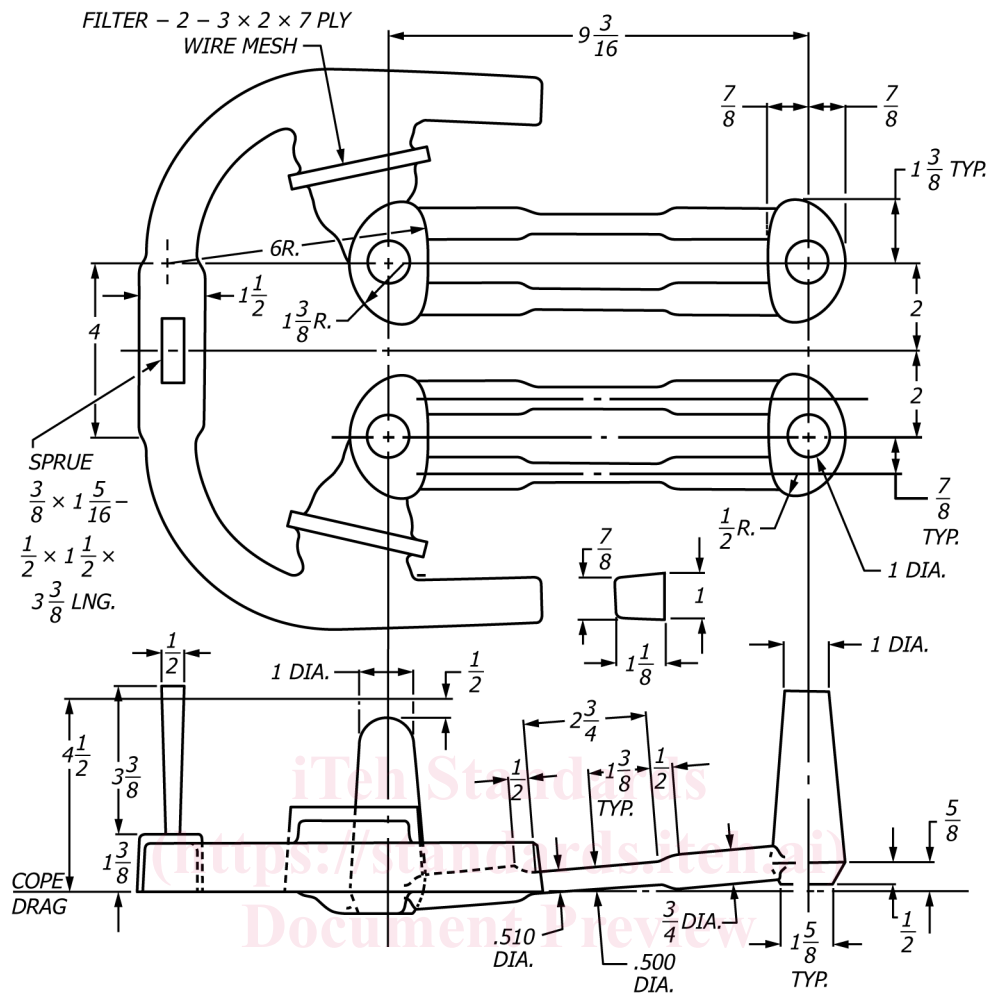 FILTER – 2 – 3 × 2 × 7 PLY
WIRE MESH
9 3/16
7/8
7/8
1 3/8 TYP.
6R.
1 1/2
1 3/8 R.
4
2
2
SPRUE
3/8 × 1 5/16 –
1/2 × 1 1/2 ×
3 3/8 LNG.
7/8
TYP.
1/2 R.
1 DIA.
7/8
1
1 1/8
1/2
1 DIA.
1/2
1 DIA.
2 3/4
4 1/2
3 3/8
1/2
1 3/8
TYP.
1/2
5/8
1 3/8
COPE
DRAG
.510
DIA.
.500
DIA.
3/4 DIA.
1 5/8
TYP.
1/2
iTeh Standards
(https://standards.iteh.ai)
Document Preview